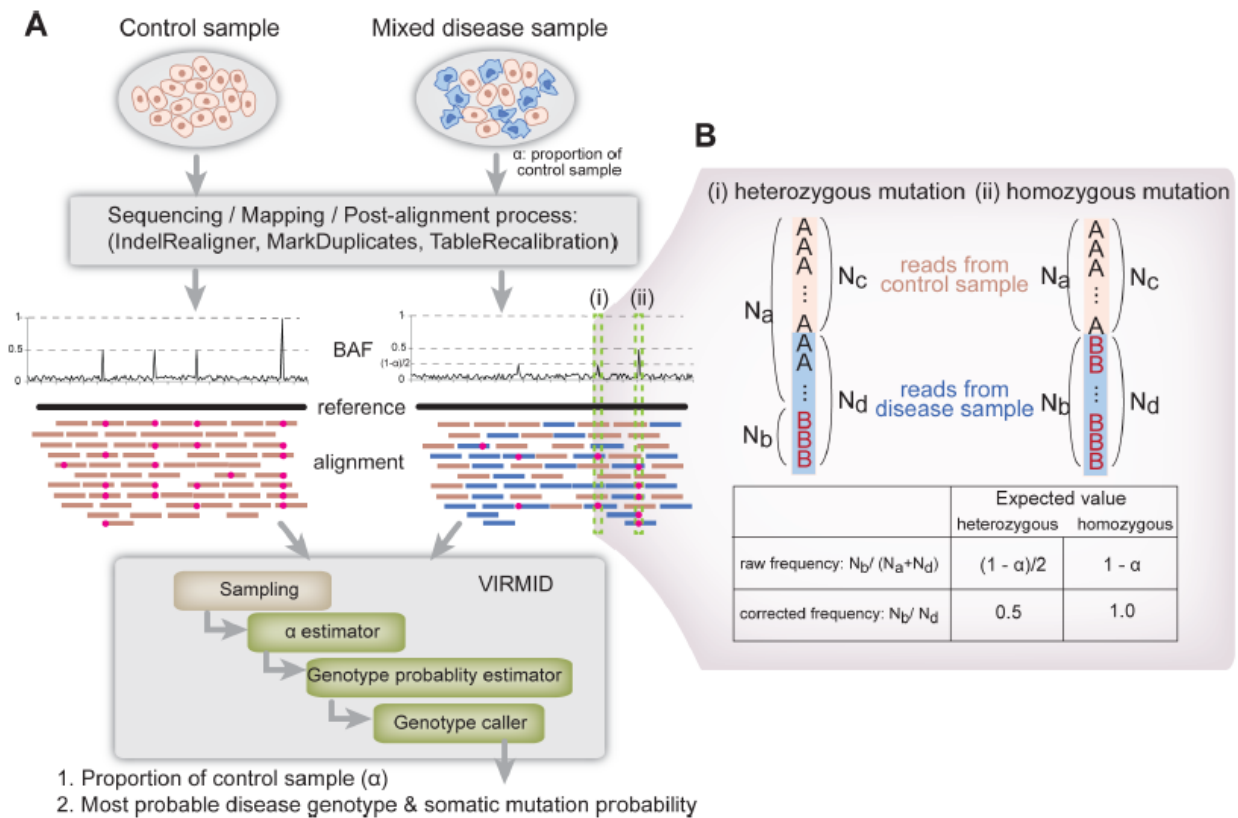 A
Control sample
Mixed disease sample
α: proportion of
control sample
Sequencing / Mapping / Post-alignment process:
(IndelRealigner, MarkDuplicates, TableRecalibration)
1
0.5
0
BAF
1
0.5
(1-α)/2
0
(i)
(ii)
reference
alignment
VIRMID
Sampling
α estimator
Genotype probablity estimator
Genotype caller
1. Proportion of control sample (α)
2. Most probable disease genotype & somatic mutation probability
B
(i) heterozygous mutation (ii) homozygous mutation
A
A
A
⋮
A
A
A
⋮
B
B
B
Na
Nb
Nc
Nd
reads from
control sample
reads from
disease sample
A
A
A
⋮
A
B
B
⋮
B
B
B
Na
Nb
Nc
Nd
Expected value
heterozygous homozygous
raw frequency: Nb/ (Na+Nd) (1 - α)/2 1 - α
corrected frequency: Nb/ Nd 0.5 1.0